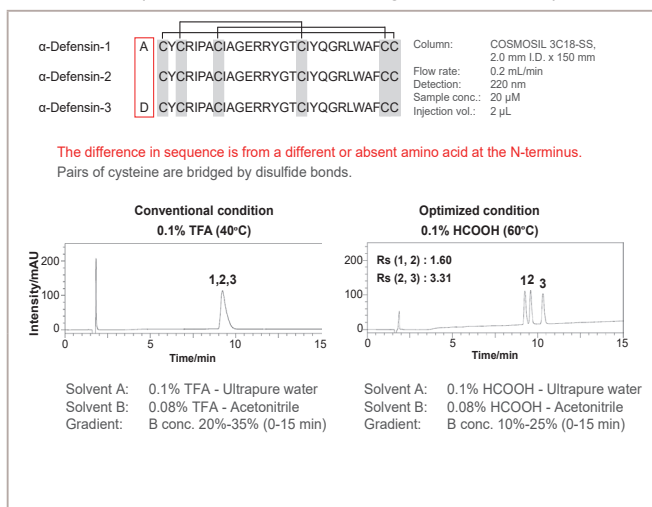 α-Defensin-1 A CYCRIPACIAGERRYGTCIYQGRLWAFCC
α-Defensin-2 CYCRIPACIAGERRYGTCIYQGRLWAFCC
α-Defensin-3 D CYCRIPACIAGERRYGTCIYQGRLWAFCC
Column: COSMOSIL 3C18-SS,
2.0 mm I.D. x 150 mm
Flow rate: 0.2 mL/min
Detection: 220 nm
Sample conc.: 20 µM
Injection vol.: 2 µL
The difference in sequence is from a different or absent amino acid at the N-terminus.
Pairs of cysteine are bridged by disulfide bonds.
Conventional condition
0.1% TFA (40°C)
Intensity/mAU
200
100
0
1,2,3
0 5 10 15
Time/min
Solvent A: 0.1% TFA - Ultrapure water
Solvent B: 0.08% TFA - Acetonitrile
Gradient: B conc. 20%-35% (0-15 min)
Optimized condition
0.1% HCOOH (60°C)
200
100
0
Rs (1, 2) : 1.60
Rs (2, 3) : 3.31
12 3
0 5 10 15
Time/min
Solvent A: 0.1% HCOOH - Ultrapure water
Solvent B: 0.08% HCOOH - Acetonitrile
Gradient: B conc. 10%-25% (0-15 min)